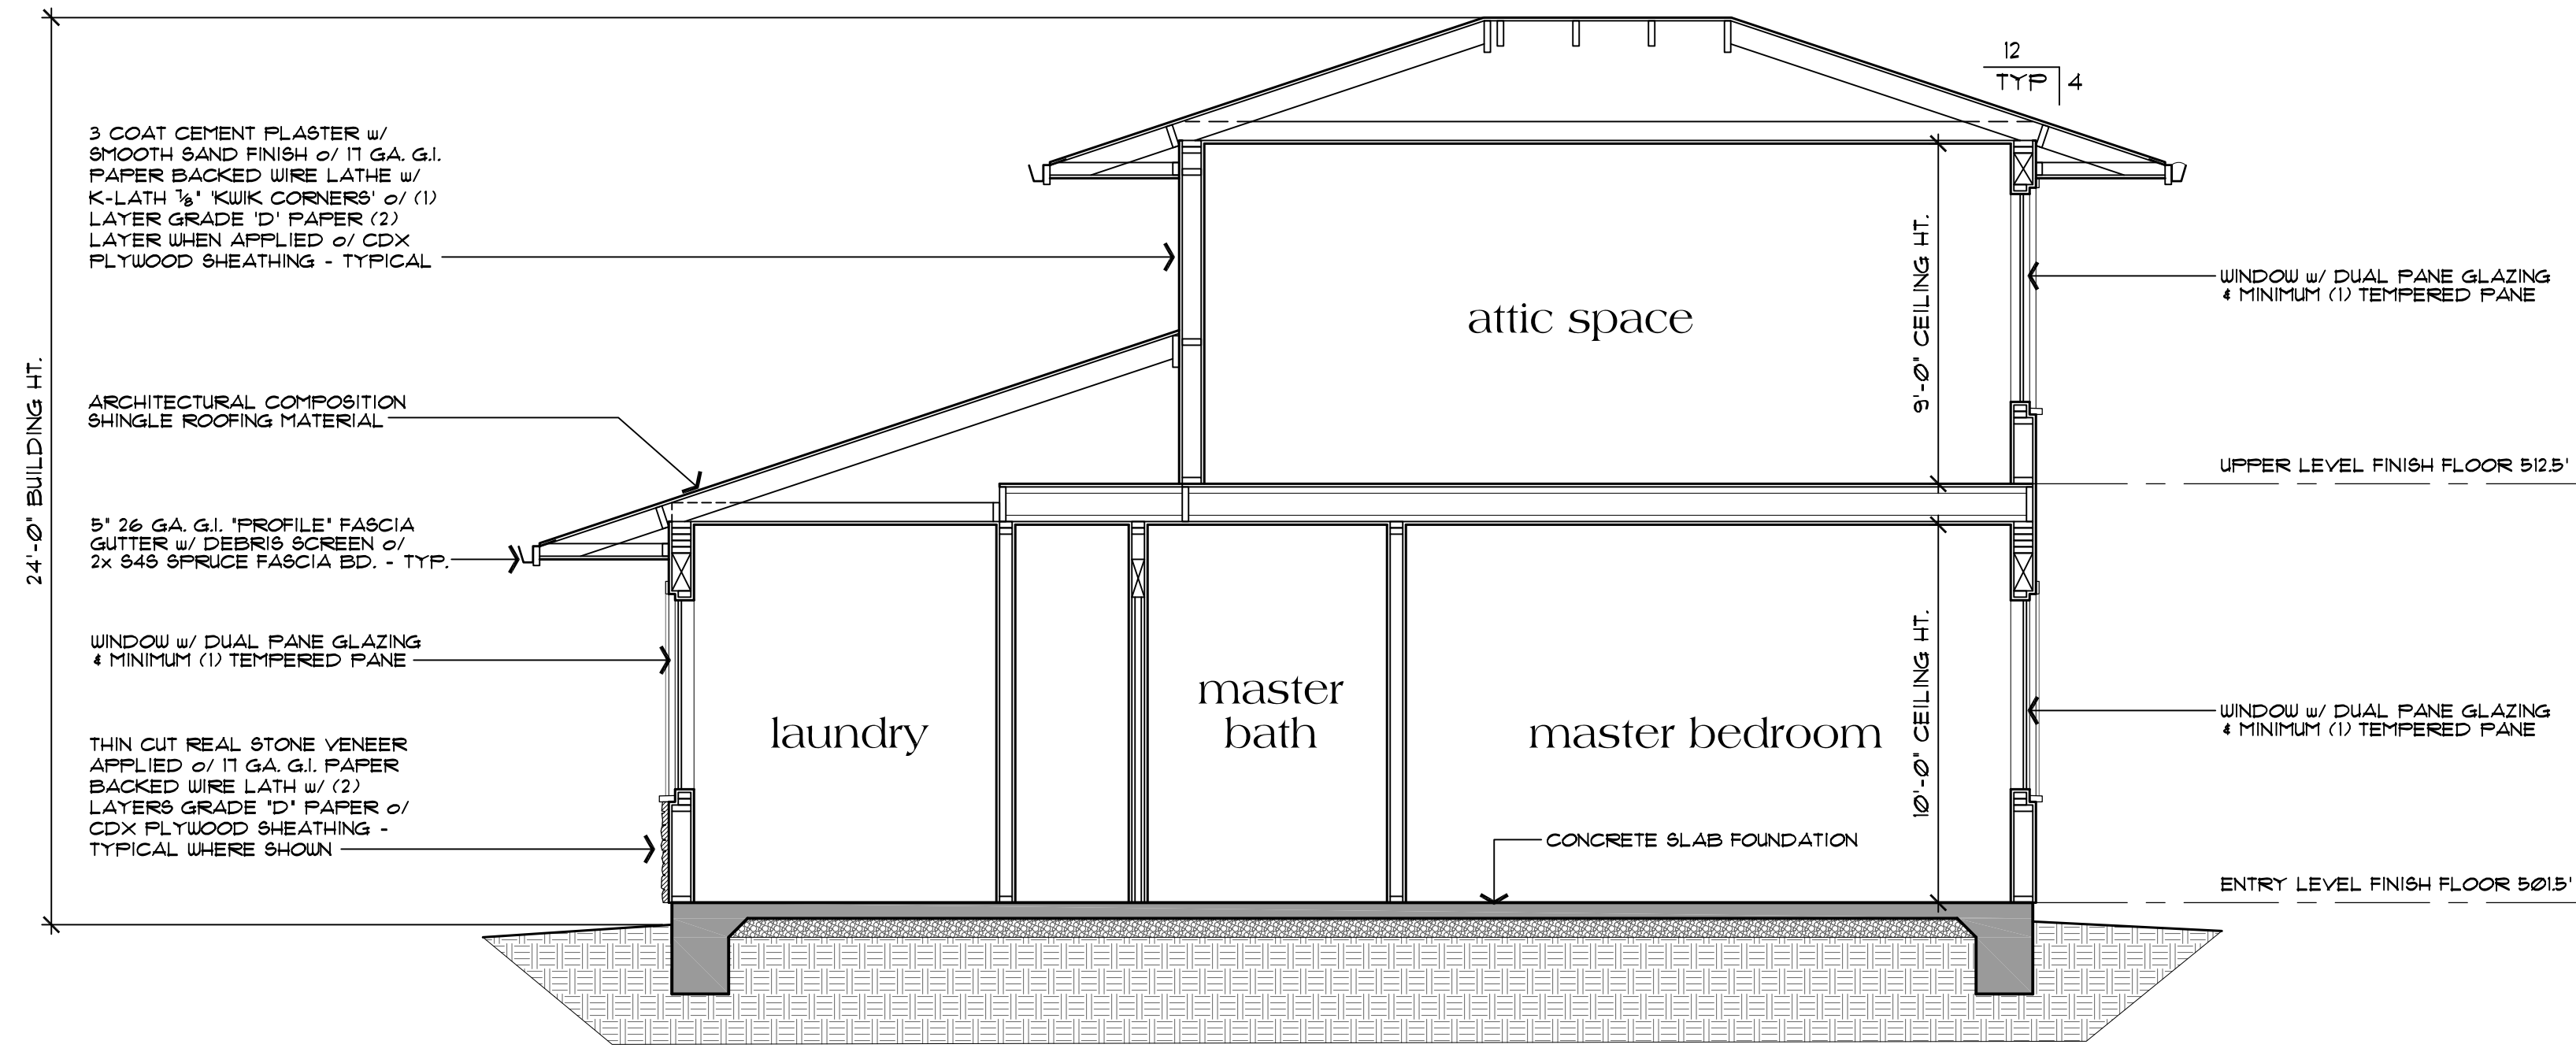 12
TYP 4
3 COAT CEMENT PLASTER w/
SMOOTH SAND FINISH o/ 17 GA. G.I.
PAPER BACKED WIRE LATHE w/
K-LATH 7/8" 'KWIK CORNERS' o/ (1)
LAYER GRADE 'D' PAPER (2)
LAYER WHEN APPLIED o/ CDX
PLYWOOD SHEATHING - TYPICAL
ARCHITECTURAL COMPOSITION
SHINGLE ROOFING MATERIAL
5" 26 GA. G.I. "PROFILE" FASCIA
GUTTER w/ DEBRIS SCREEN o/
2x S4S SPRUCE FASCIA BD. - TYP.
WINDOW w/ DUAL PANE GLAZING
& MINIMUM (1) TEMPERED PANE
THIN CUT REAL STONE VENEER
APPLIED o/ 17 GA. G.I. PAPER
BACKED WIRE LATH w/ (2)
LAYERS GRADE "D" PAPER o/
CDX PLYWOOD SHEATHING -
TYPICAL WHERE SHOWN
24'-0" BUILDING HT.
attic space
9'-0" CEILING HT.
laundry
master
bath
master bedroom
10'-0" CEILING HT.
CONCRETE SLAB FOUNDATION
WINDOW w/ DUAL PANE GLAZING
& MINIMUM (1) TEMPERED PANE
UPPER LEVEL FINISH FLOOR 512.5'
WINDOW w/ DUAL PANE GLAZING
& MINIMUM (1) TEMPERED PANE
ENTRY LEVEL FINISH FLOOR 501.5'